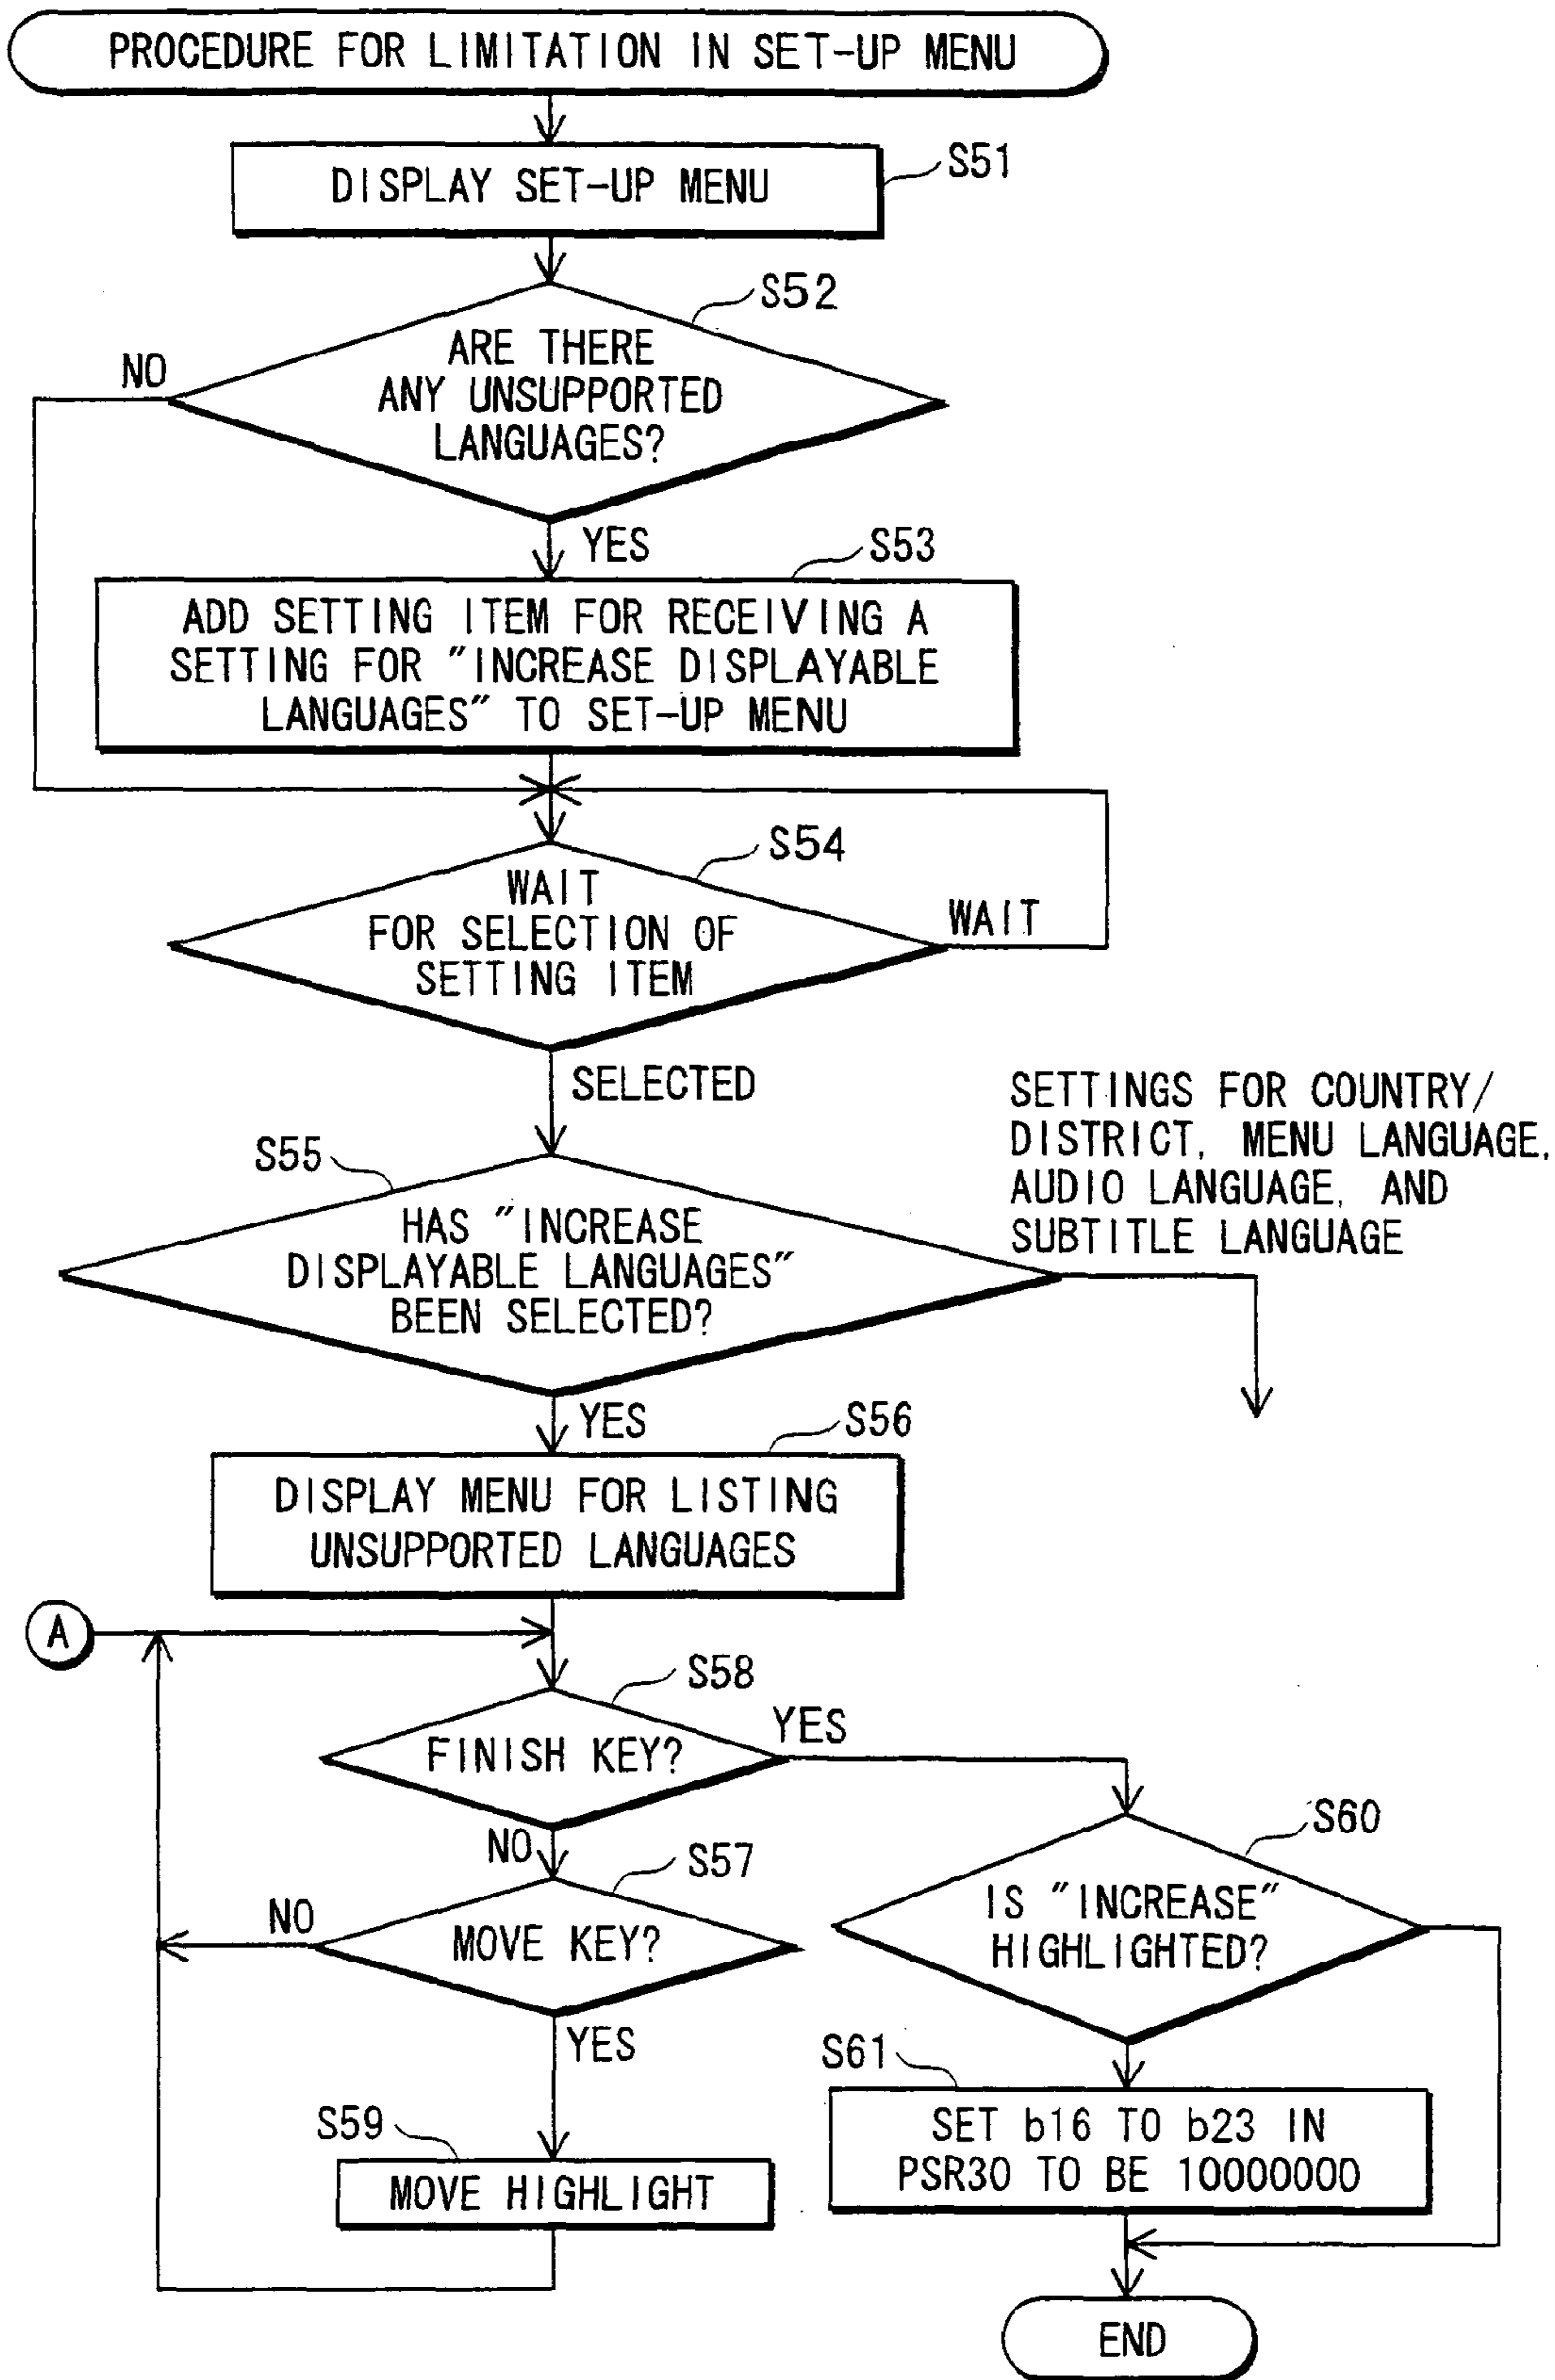 PROCEDURE FOR LIMITATION IN SET-UP MENU
DISPLAY SET-UP MENU
S51
S52
ARE THERE
ANY UNSUPPORTED
LANGUAGES?
NO
YES
S53
ADD SETTING ITEM FOR RECEIVING A
SETTING FOR "INCREASE DISPLAYABLE
LANGUAGES" TO SET-UP MENU
S54
WAIT
FOR SELECTION OF
SETTING ITEM
WAIT
SELECTED
SETTINGS FOR COUNTRY/
DISTRICT, MENU LANGUAGE,
AUDIO LANGUAGE, AND
SUBTITLE LANGUAGE
S55
HAS "INCREASE
DISPLAYABLE LANGUAGES"
BEEN SELECTED?
YES
S56
DISPLAY MENU FOR LISTING
UNSUPPORTED LANGUAGES
A
S58
FINISH KEY?
YES
NO
S57
MOVE KEY?
NO
YES
S59
MOVE HIGHLIGHT
S60
IS "INCREASE"
HIGHLIGHTED?
S61
SET b16 TO b23 IN
PSR30 TO BE 10000000
END